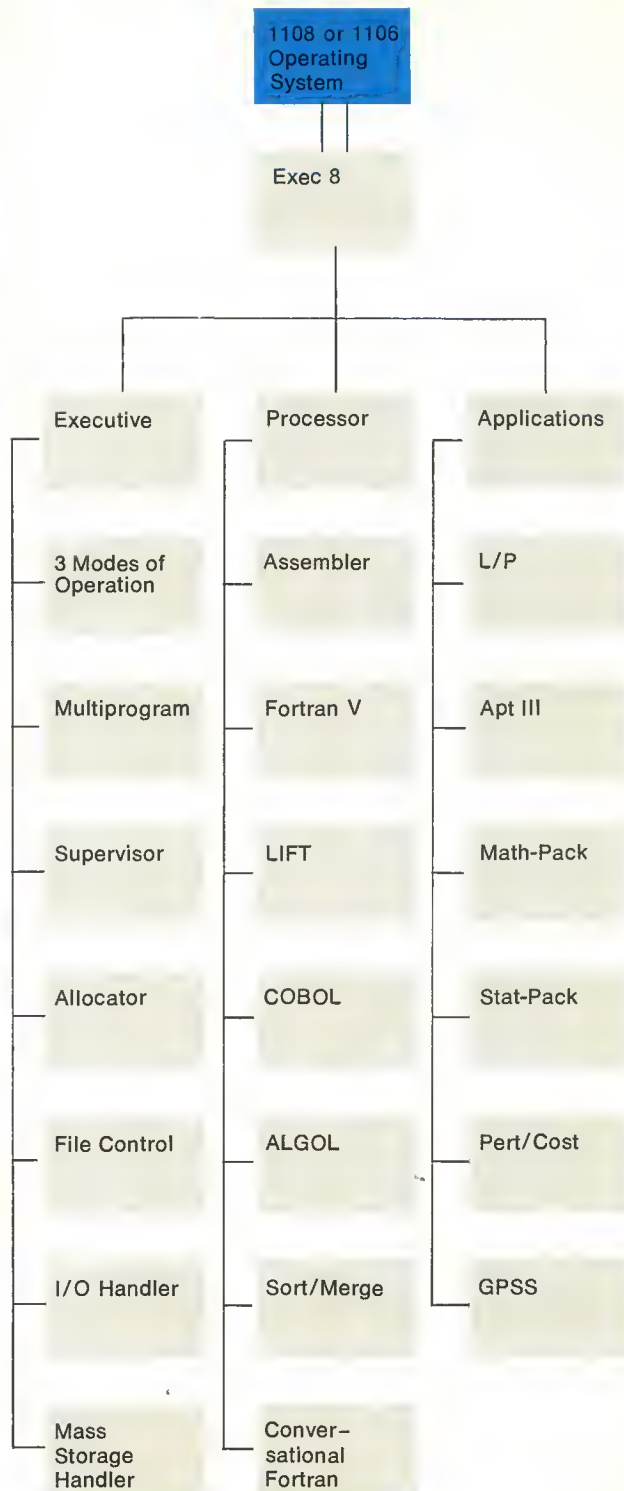 1108 or 1106
Operating
System
Exec 8
Executive
Processor
Applications
3 Modes of
Operation
Assembler
L/P
Multiprogram
Fortran V
Apt III
Supervisor
LIFT
Math-Pack
Allocator
COBOL
Stat-Pack
File Control
ALGOL
Pert/Cost
I/O Handler
Sort/Merge
GPSS
Mass
Storage
Handler
Conver-
sational
Fortran